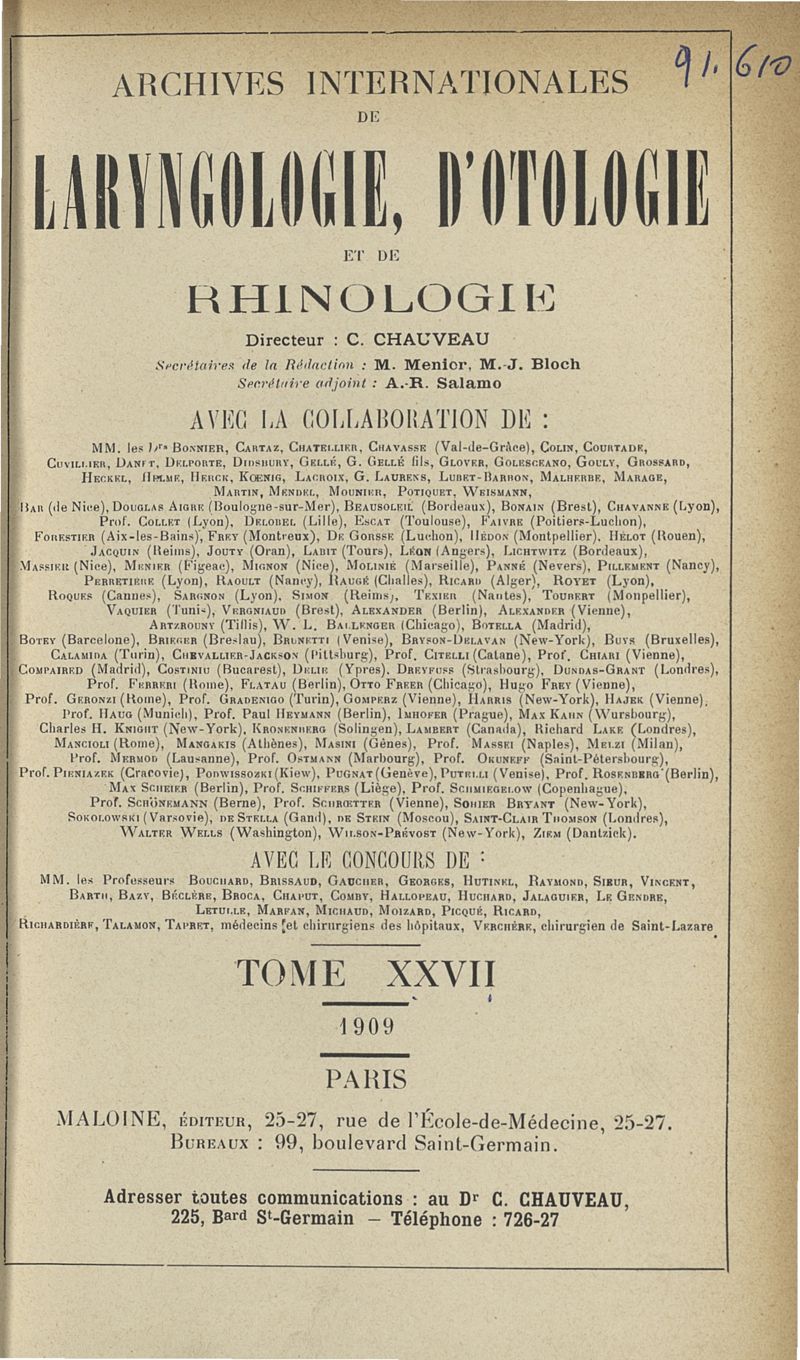 91.610
ARCHIVES INTERNATIONALES
DE
LARYNGOLOGIE, D'OTOLOGIE
ET DE
RHINOLOGIE
Directeur : C. CHAUVEAU
Secrétaires de la Rédaction : M. Menier, M.-J. Bloch
Secrétaire adjoint : A.-R. Salamo
AVEC LA COLLABORATION DE :
MM. les Drs BONNIER, CARTAZ, CHATELLIER, CHAVASSE (Val-de-Grâce), COLIN, COURTADE,
CUVILLIER, DANET, DELPORTE, DIDSBURY, GELLÉ, G. GELLÉ fils, GLOVER, GOLESCEANO, GOULY, GROSSARD,
HECKEL, HELME, HERCK, KOENIG, LACROIX, G. LAURENS, LUBET-BARBON, MALHERBE, MARAGE,
MARTIN, MENDEL, MOUNIER, POTIQUET, WEISMANN,
BAR (de Nice), DOUGLAS AIGRE (Boulogne-sur-Mer), BEAUSOLEIL (Bordeaux), BONAIN (Brest), CHAVANNE (Lyon),
Prof. COLLET (Lyon), DELOBEL (Lille), ESCAT (Toulouse), FAIVRE (Poitiers-Luchon),
FORESTIER (Aix-les-Bains), FREY (Montreux), DE GORSSE (Luchon), HÉDON (Montpellier), HÉLOT (Rouen),
JACQUIN (Reims), JOUTY (Oran), LABIT (Tours), LÉON (Angers), LICHTWITZ (Bordeaux),
MASSIER (Nice), MENIER (Figeac), MIGNON (Nice), MOLINIÉ (Marseille), PANNÉ (Nevers), PILLEMENT (Nancy),
PERRETIÈRE (Lyon), RAOULT (Nancy), RAUGÉ (Challes), RICARD (Alger), ROYET (Lyon),
ROQUES (Cannes), SARGNON (Lyon), SIMON (Reims), TEXIER (Nantes), TOUBERT (Monpellier),
VAQUIER (Tunis), VERGNIAUD (Brest), ALEXANDER (Berlin), ALEXANDER (Vienne),
ARTZROUNY (Tiflis), W. L. BALLENGER (Chicago), BOTELLA (Madrid),
BOTEY (Barcelone), BRIEGER (Breslau), BRUNETTI (Venise), BRYSON-DELAVAN (New-York), BUYS (Bruxelles),
CALAMIDA (Turin), CHEVALLIER-JACKSON (Pittsburg), Prof. CITELLI (Catane), Prof. CHIARI (Vienne),
COMPAIRED (Madrid), COSTINIU (Bucarest), DELIE (Ypres), DREYFUSS (Strasbourg), DUNDAS-GRANT (Londres),
Prof. FERRERI (Rome), FLATAU (Berlin), OTTO FREER (Chicago), HUGO FREY (Vienne),
Prof. GERONZI (Rome), Prof. GRADENIGO (Turin), GOMPERZ (Vienne), HARRIS (New-York), HAJEK (Vienne),
Prof. HAUG (Munich), Prof. Paul HEYMANN (Berlin), IMHOFER (Prague), MAX KAHN (Wursbourg),
Charles H. KNIGHT (New-York), KRONENBERG (Solingen), LAMBERT (Canada), Richard LAKE (Londres),
MANCIOLI (Rome), MANGAKIS (Athènes), MASINI (Gênes), Prof. MASSEI (Naples), MELZI (Milan),
Prof. MERMOD (Lausanne), Prof. OSTMANN (Marbourg), Prof. OKUNEFF (Saint-Pétersbourg),
Prof. PIENIAZEK (Cracovie), PODWISSOZKI (Kiew), PUGNAT (Genève), PUTELLI (Venise), Prof. ROSENBERG (Berlin),
MAX SCHEIER (Berlin), Prof. SCHIFFERS (Liège), Prof. SCHMIEGELOW (Copenhague),
Prof. SCHÖNEMANN (Berne), Prof. SCHROETTER (Vienne), SOHIER BRYANT (New-York),
SOKOLOWSKI (Varsovie), DE STELLA (Gand), DE STEIN (Moscou), SAINT-CLAIR THOMSON (Londres),
WALTER WELLS (Washington), WILSON-PRÉVOST (New-York), ZIEM (Dantzick).
AVEC LE CONCOURS DE :
MM. les Professeurs BOUCHARD, BRISSAUD, GAUCHER, GEORGES, HUTINEL, RAYMOND, SIEUR, VINCENT,
BARTH, BAZY, BÉCLÈRE, BROCA, CHAPUT, COMBY, HALLOPEAU, HUCHARD, JALAGUIER, LE GENDRE,
LETULLE, MARFAN, MICHAUD, MOIZARD, PICQUÉ, RICARD,
RICHARDIÈRE, TALAMON, TAPRET, médecins et chirurgiens des hôpitaux, VERCHÈRE, chirurgien de Saint-Lazare.
TOME XXVII
1909
PARIS
MALOINE, ÉDITEUR, 25-27, rue de l'École-de-Médecine, 25-27.
BUREAUX : 99, boulevard Saint-Germain.
Adresser toutes communications : au Dr C. CHAUVEAU,
225, Bard St-Germain — Téléphone : 726-27